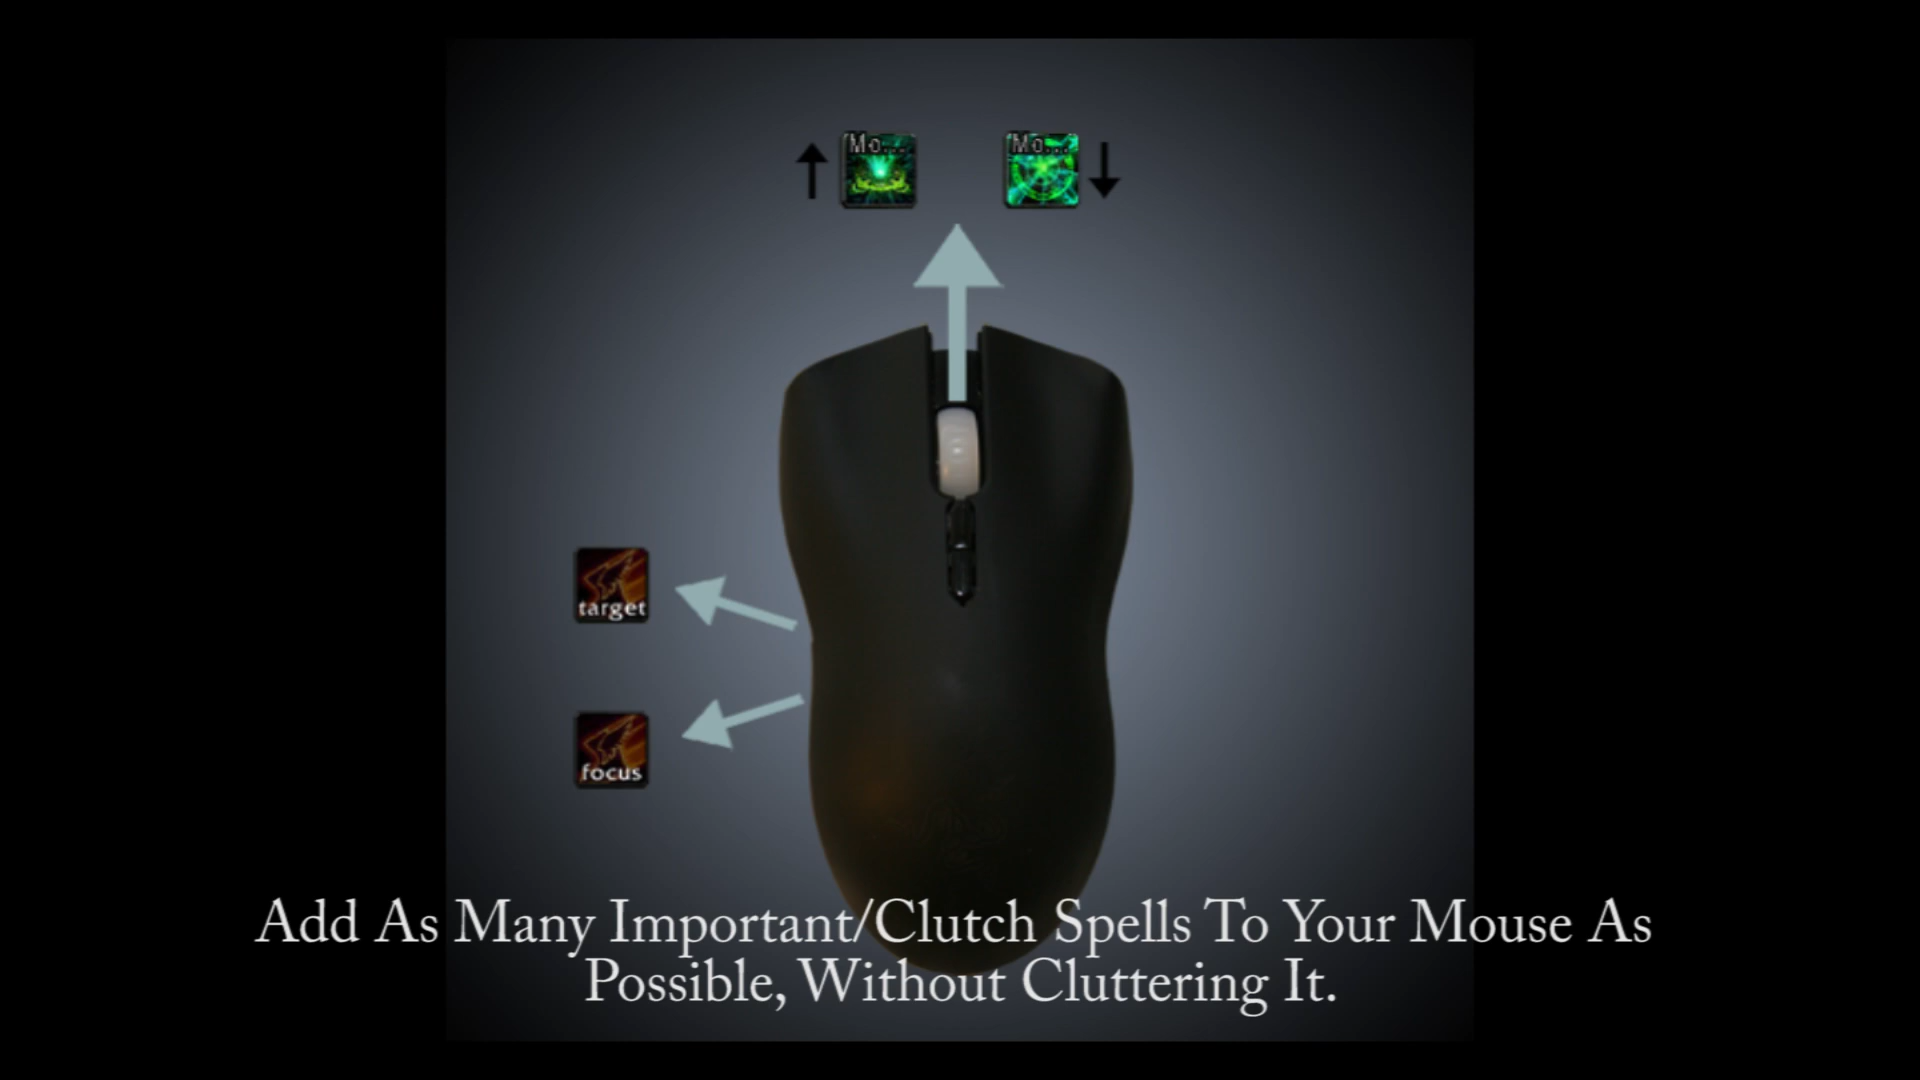 Mo... Mo...
target
focus
Add As Many Important/Clutch Spells To Your Mouse As
Possible, Without Cluttering It.